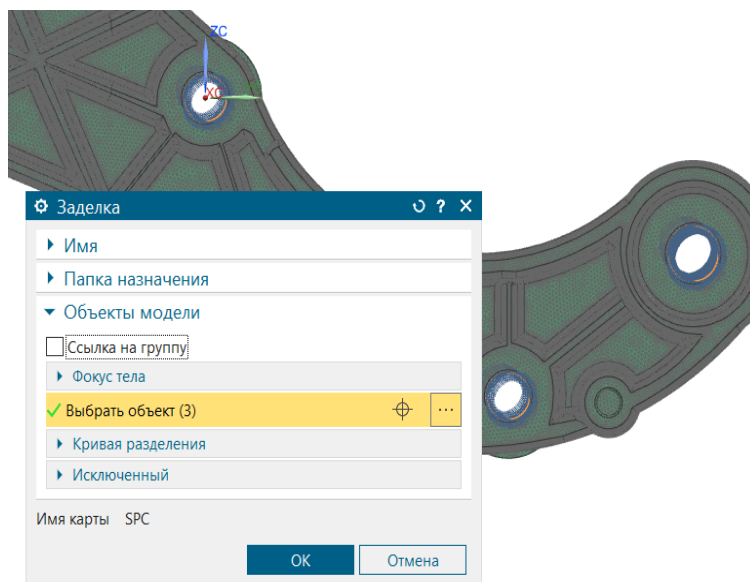 ZC
XC
Заделка
Имя
Папка назначения
Объекты модели
Ссылка на группу
Фокус тела
Выбрать объект (3)
Кривая разделения
Исключенный
Имя карты SPC
ОК Отмена